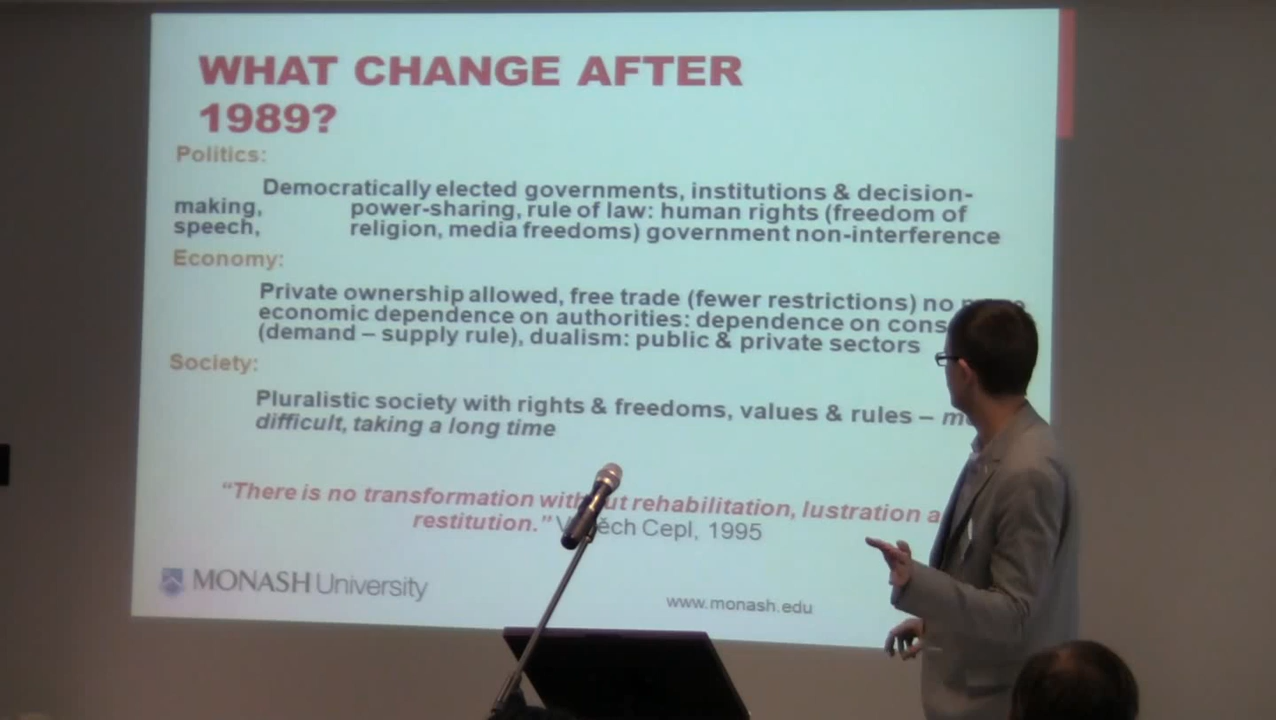 WHAT CHANGE AFTER
1989?
Politics:
Democratically elected governments, institutions & decision-
making, power-sharing, rule of law: human rights (freedom of
speech, religion, media freedoms) government non-interference
Economy:
Private ownership allowed, free trade (fewer restrictions) no
economic dependence on authorities: dependence on
(demand – supply rule), dualism: public & private sectors
Society:
Pluralistic society with rights & freedoms, values & rules –
difficult, taking a long time
“There is no transformation without rehabilitation, lustration
restitution.” Cepl, 1995
MONASH University
www.monash.edu